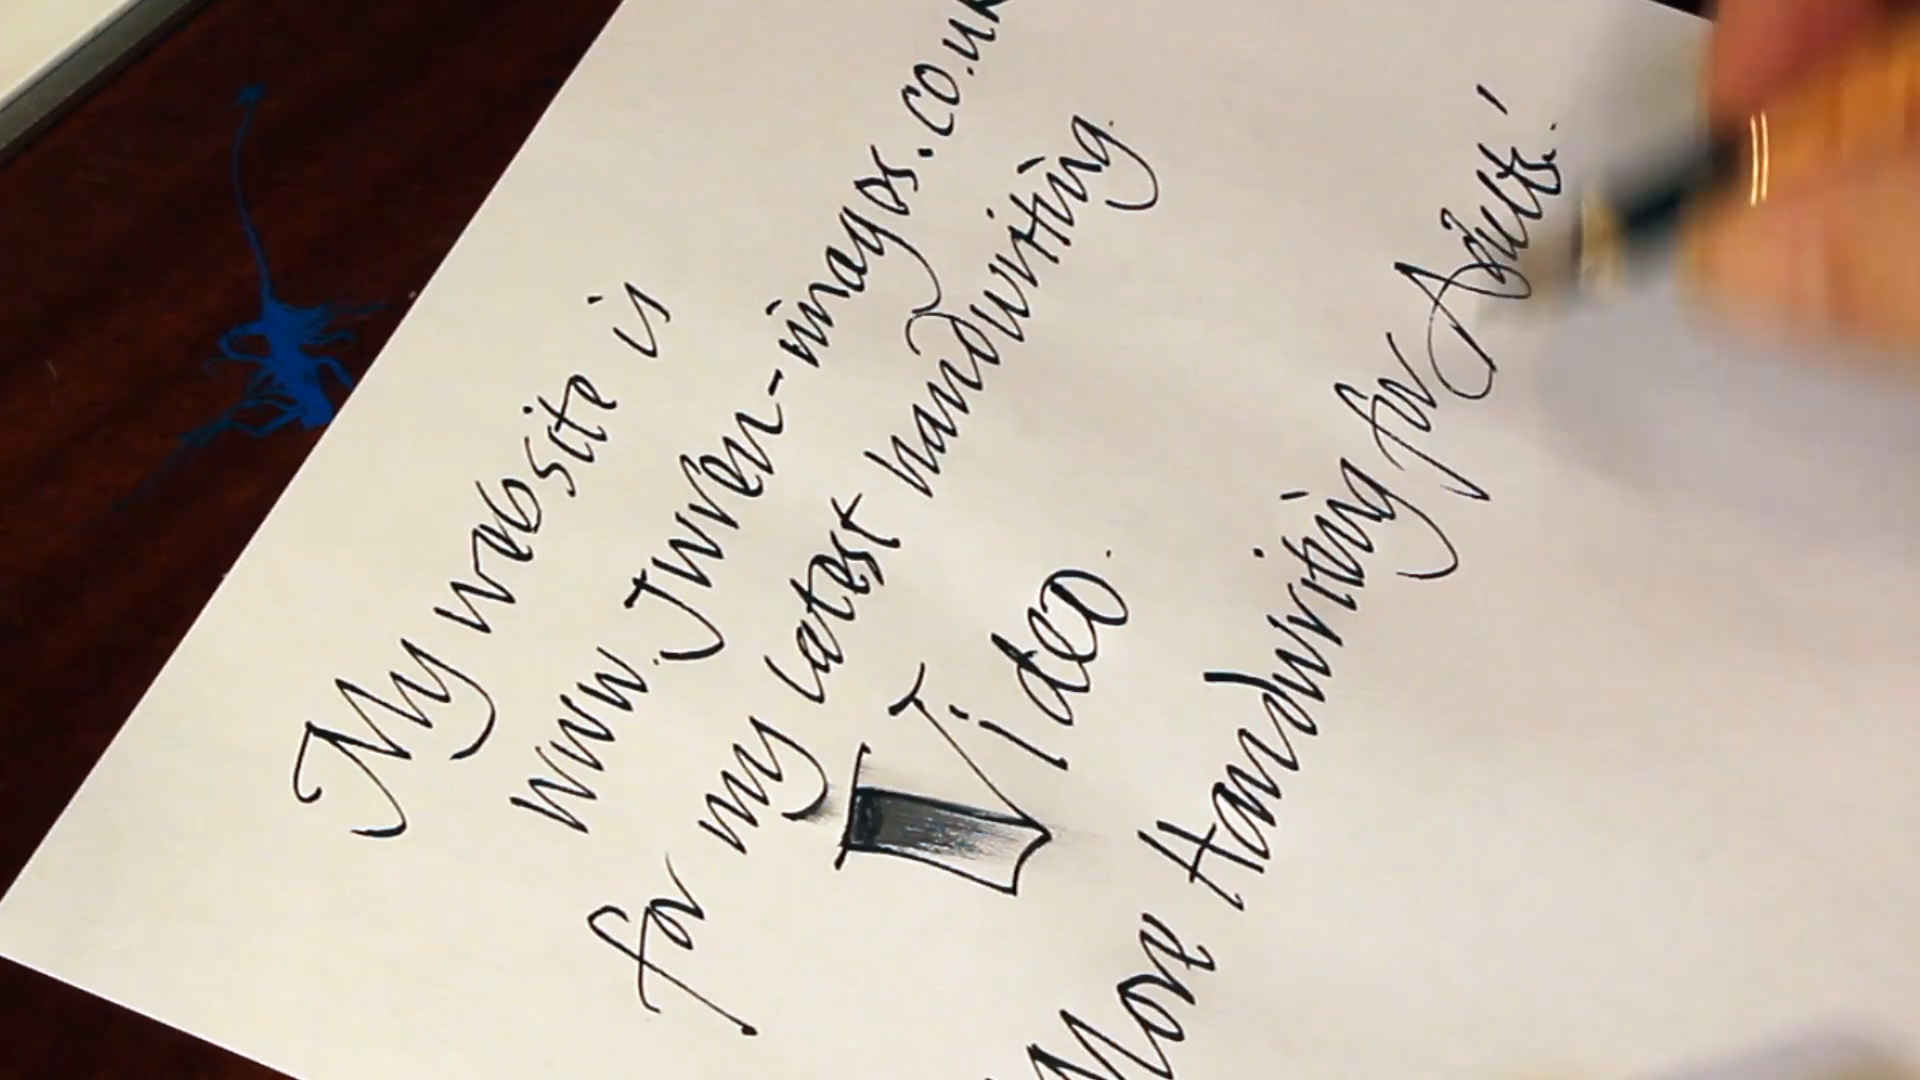 My website is
www.Jwren-images.co.uk
for my latest handwriting
Video.
More Handwriting for Adults!